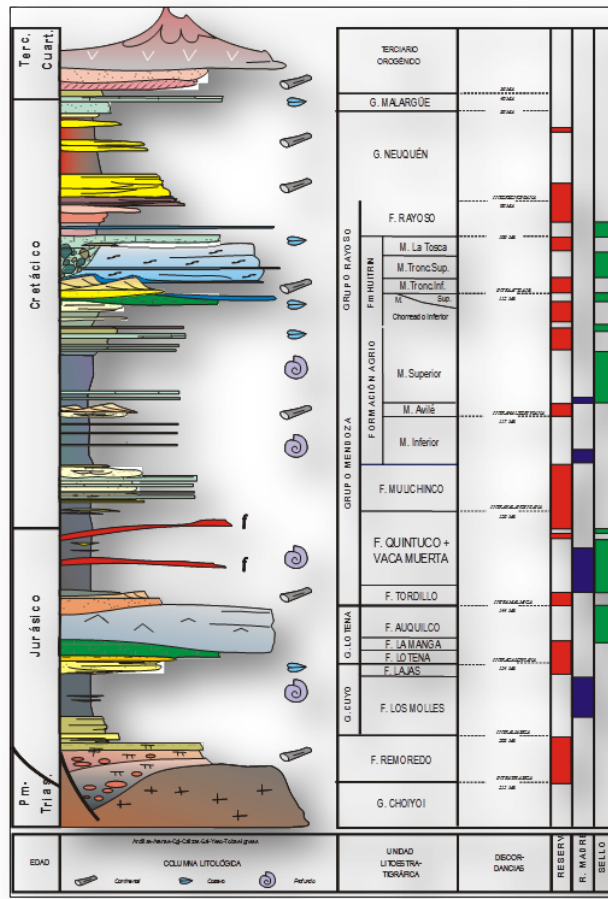 Terc. Cuart.
Cretácico
Jurásico
Pm-Trias.
f
f
TERCIARIO
OROGÉNICO
G. MALARGÜE
G. NEUQUÉN
F. RAYOSO
GRUPO RAYOSO
Fm HUITRIN
M. La Tosca
M. Tronc.Sup.
M. Tronc.Inf.
M. Sup.
Chorreado Inferior
GRUPO MENDOZA
FORMACIÓN AGRIO
M. Superior
M. Avilé
M. Inferior
F. MULICHINCO
F. QUINTUCO +
VACA MUERTA
F. TORDILLO
G. LOTENA
F. AUQUILCO
F. LA MANGA
F. LOTENA
G. CUYO
F. LAJAS
F. LOS MOLLES
F. REMOREDO
G. CHOIYOI
EDAD
COLUMNA LITOLÓGICA
Continental
Costero
Profundo
UNIDAD
LITOESTRA-
TIGRÁFICA
DISCOR-
DANCIAS
RESERV
R. MADRE
SELLO